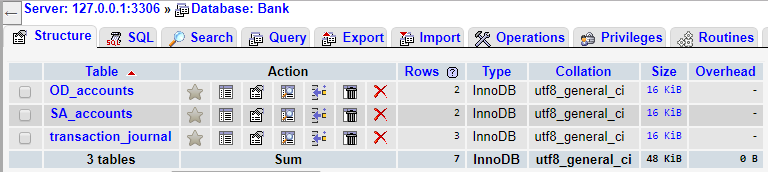 Server: 127.0.0.1:3306 » Database: Bank
Structure SQL Search Query Export Import Operations Privileges Routines
Table Action Rows Type Collation Size Overhead
OD_accounts 2 InnoDB utf8_general_ci 16 KiB -
SA_accounts 2 InnoDB utf8_general_ci 16 KiB -
transaction_journal 3 InnoDB utf8_general_ci 16 KiB -
3 tables Sum 7 InnoDB utf8_general_ci 48 KiB 0 B